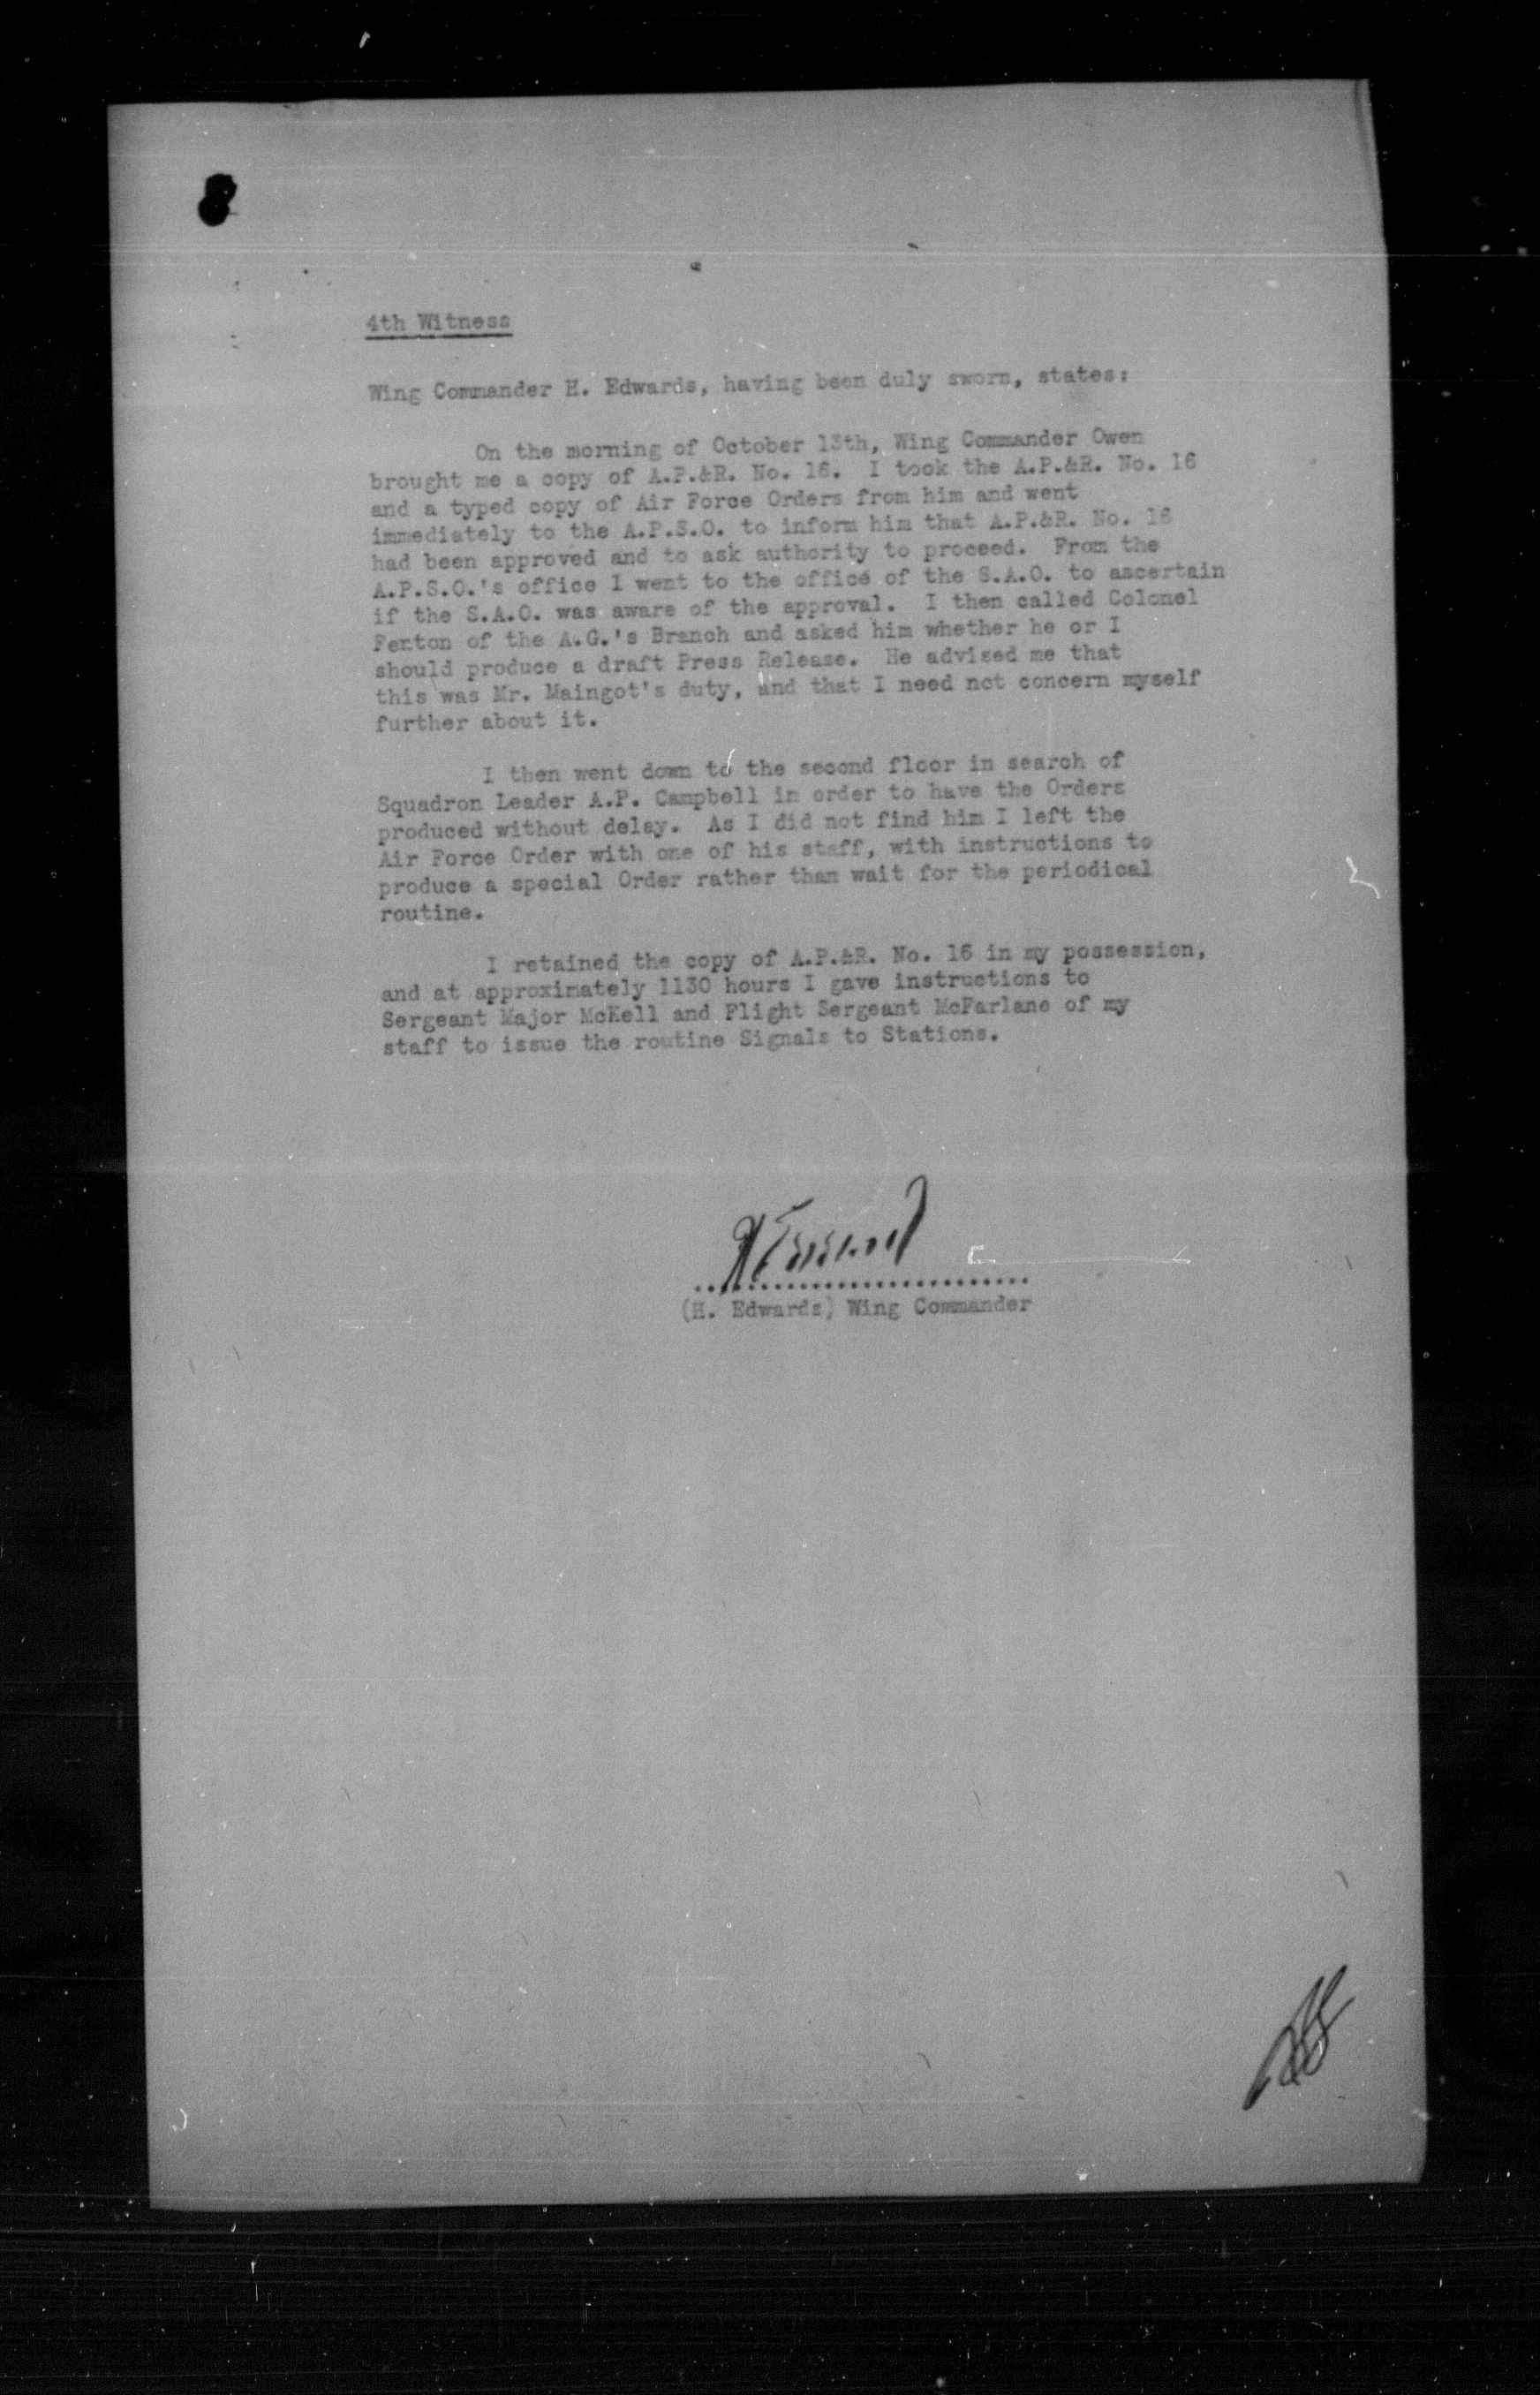 4th Witness
Wing Commander H. Edwards, having been duly sworn, states:
On the morning of October 13th, Wing Commander Owen
brought me a copy of A.P.&R. No. 16. I took the A.P.&R. No. 16
and a typed copy of Air Force Orders from him and went
immediately to the A.P.S.O. to inform him that A.P.&R. No. 16
had been approved and to ask authority to proceed. From the
A.P.S.O.'s office I went to the office of the S.A.O. to ascertain
if the S.A.O. was aware of the approval. I then called Colonel
Fenton of the A.G.'s Branch and asked him whether he or I
should produce a draft Press Release. He advised me that
this was Mr. Maingot's duty, and that I need not concern myself
further about it.
I then went down to the second floor in search of
Squadron Leader A.P. Campbell in order to have the Orders
produced without delay. As I did not find him I left the
Air Force Order with one of his staff, with instructions to
produce a special Order rather than wait for the periodical
routine.
I retained the copy of A.P.&R. No. 16 in my possession,
and at approximately 1130 hours I gave instructions to
Sergeant Major McKell and Flight Sergeant McFarlane of my
staff to issue the routine Signals to Stations.
H Edwards
(H. Edwards) Wing Commander